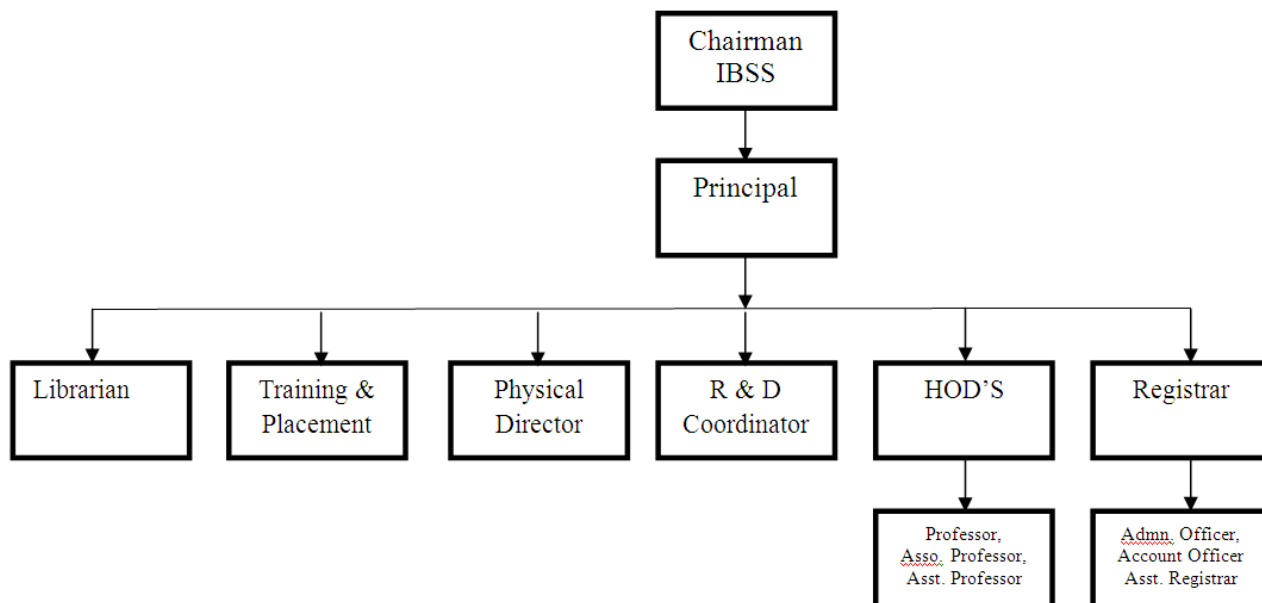 Chairman
IBSS
Principal
Librarian
Training &
Placement
Physical
Director
R & D
Coordinator
HOD’S
Registrar
Professor,
Asso. Professor,
Asst. Professor
Admn. Officer,
Account Officer
Asst. Registrar